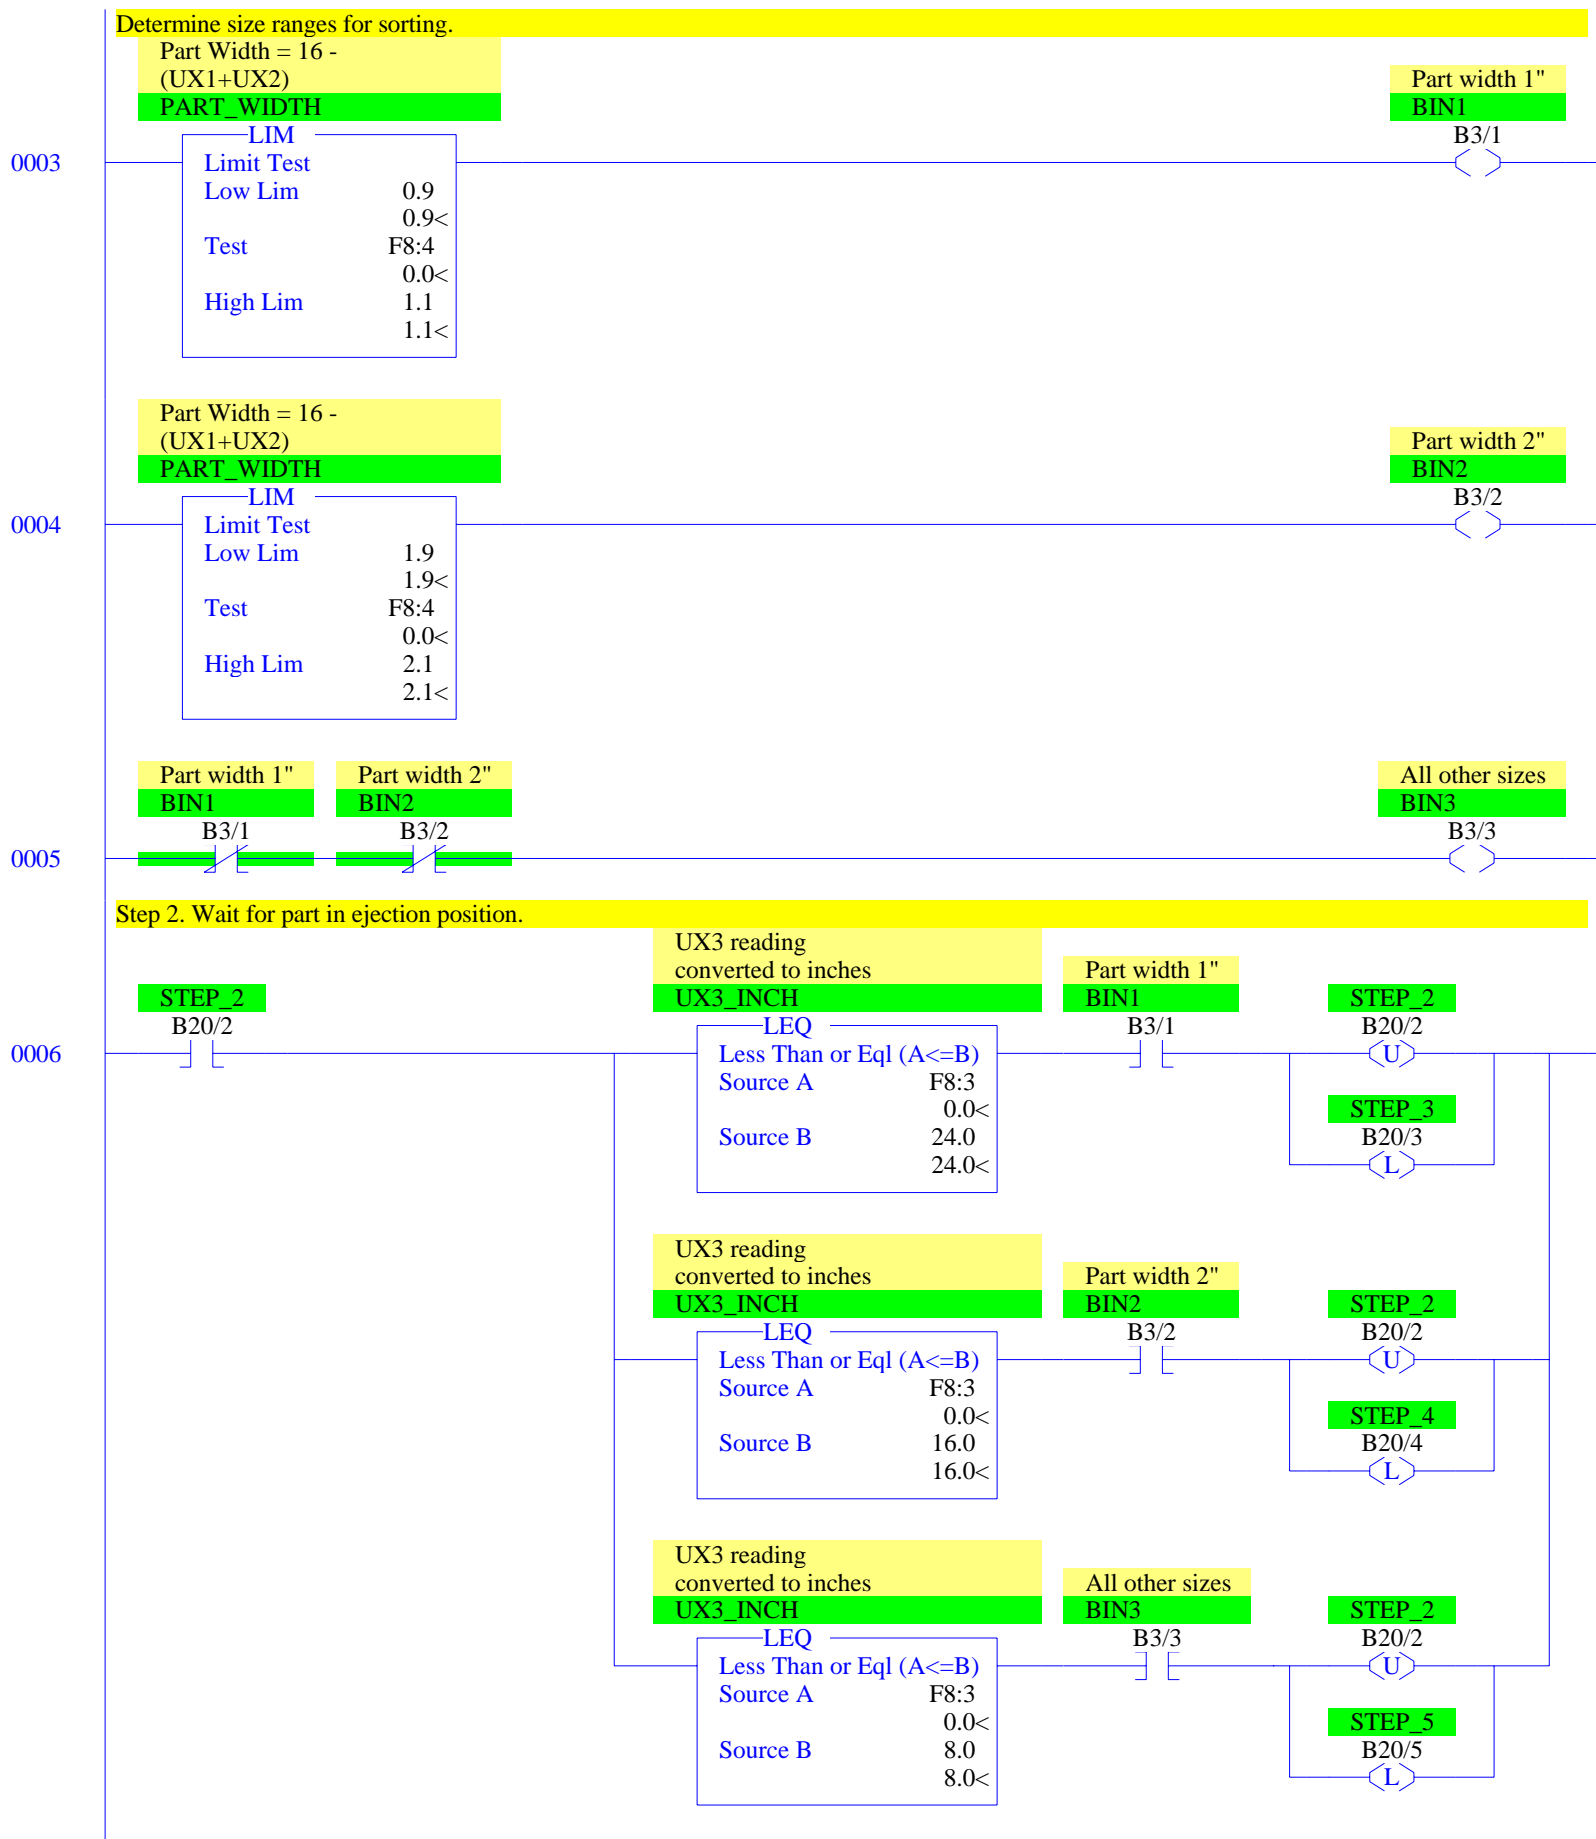 Determine size ranges for sorting.
Part Width = 16 -
(UX1+UX2)
PART_WIDTH
LIM
Limit Test
Low Lim 0.9
0.9<
Test F8:4
0.0<
High Lim 1.1
1.1<
Part width 1"
BIN1
B3/1
0003
Part Width = 16 -
(UX1+UX2)
PART_WIDTH
LIM
Limit Test
Low Lim 1.9
1.9<
Test F8:4
0.0<
High Lim 2.1
2.1<
Part width 2"
BIN2
B3/2
0004
Part width 1" Part width 2" All other sizes
BIN1 BIN2 BIN3
B3/1 B3/2 B3/3
0005
Step 2. Wait for part in ejection position.
STEP_2
B20/2
0006
UX3 reading
converted to inches
UX3_INCH
LEQ
Less Than or Eql (A<=B)
Source A F8:3
0.0<
Source B 24.0
24.0<
Part width 1"
BIN1
B3/1
STEP_2
B20/2
U
STEP_3
B20/3
L
UX3 reading
converted to inches
UX3_INCH
LEQ
Less Than or Eql (A<=B)
Source A F8:3
0.0<
Source B 16.0
16.0<
Part width 2"
BIN2
B3/2
STEP_2
B20/2
U
STEP_4
B20/4
L
UX3 reading
converted to inches
UX3_INCH
LEQ
Less Than or Eql (A<=B)
Source A F8:3
0.0<
Source B 8.0
8.0<
All other sizes
BIN3
B3/3
STEP_2
B20/2
U
STEP_5
B20/5
L